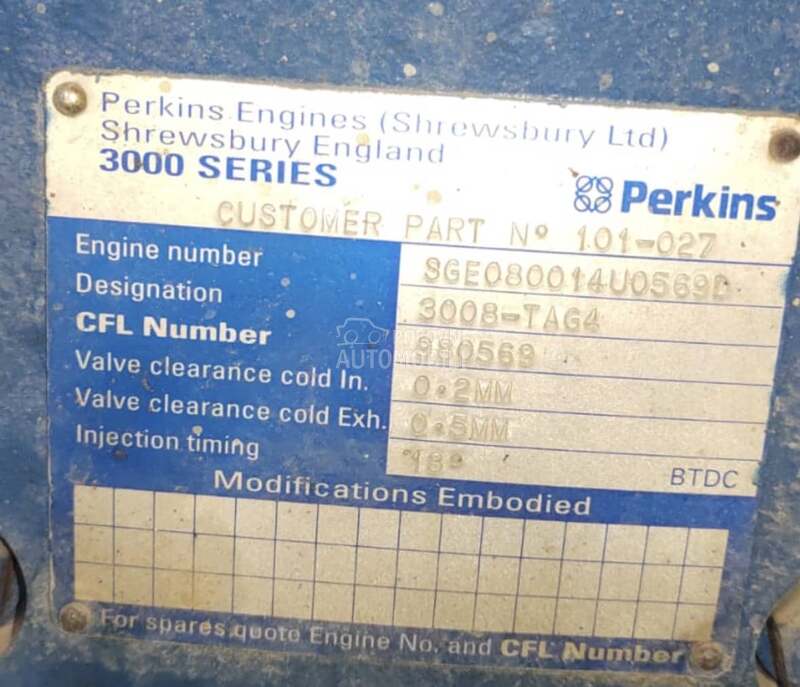 Perkins Engines (Shrewsbury Ltd)
Shrewsbury England
3000 SERIES
Perkins
CUSTOMER PART Nº 101-027
Engine number SGE080014U0569D
Designation 3008-TAG4
CFL Number
Valve clearance cold In. 0.2MM
Valve clearance cold Exh. 0.5MM
Injection timing BTDC
Modifications Embodied
For spares quote Engine No. and CFL Number